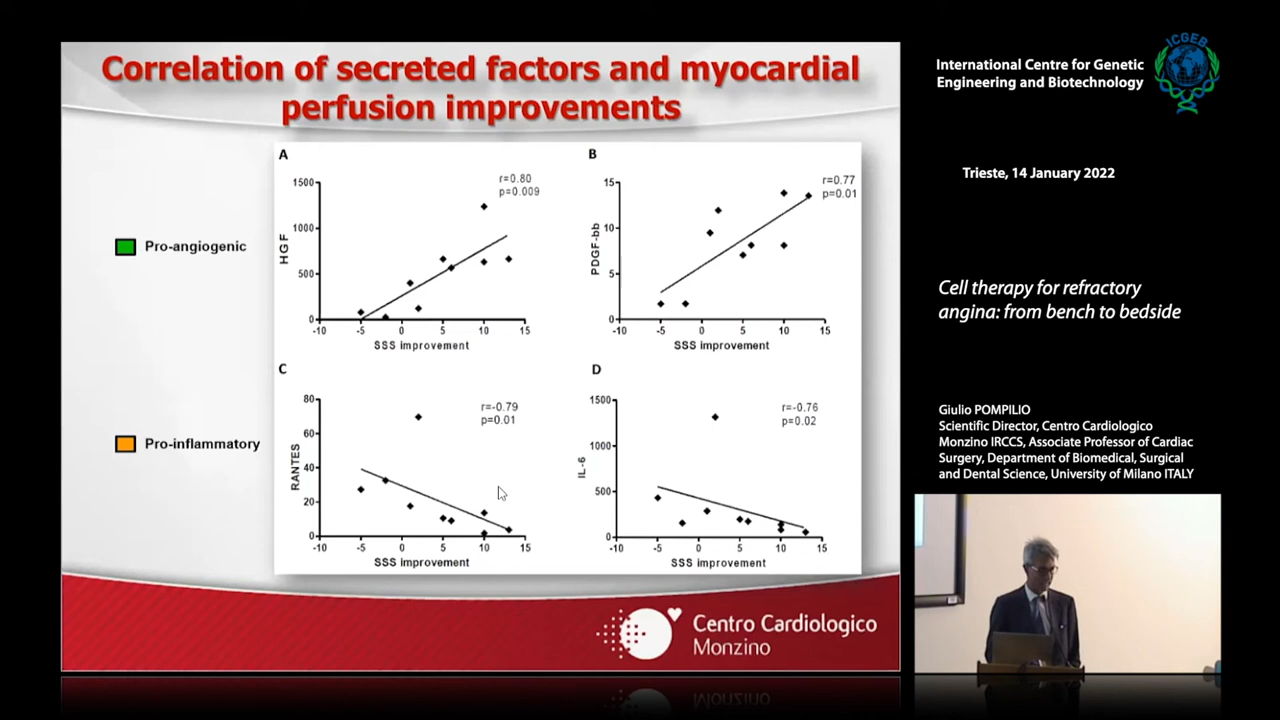 Correlation of secreted factors and myocardial
perfusion improvements
Pro-angiogenic
Pro-inflammatory
A
r=0.80
p=0.009
HGF
1500
1000
500
0
-10 -5 0 5 10 15
SSS improvement
B
r=0.77
p=0.01
PDGF-bb
15
10
5
0
-10 -5 0 5 10 15
SSS improvement
C
r=-0.79
p=0.01
RANTES
80
60
40
20
0
-10 -5 0 5 10 15
SSS improvement
D
r=-0.76
p=0.02
IL-6
1500
1000
500
0
-10 -5 0 5 10 15
SSS improvement
Centro Cardiologico
Monzino
International Centre for Genetic
Engineering and Biotechnology
ICGEB
Trieste, 14 January 2022
Cell therapy for refractory
angina: from bench to bedside
Giulio POMPILIO
Scientific Director, Centro Cardiologico
Monzino IRCCS, Associate Professor of Cardiac
Surgery, Department of Biomedical, Surgical
and Dental Science, University of Milano ITALY